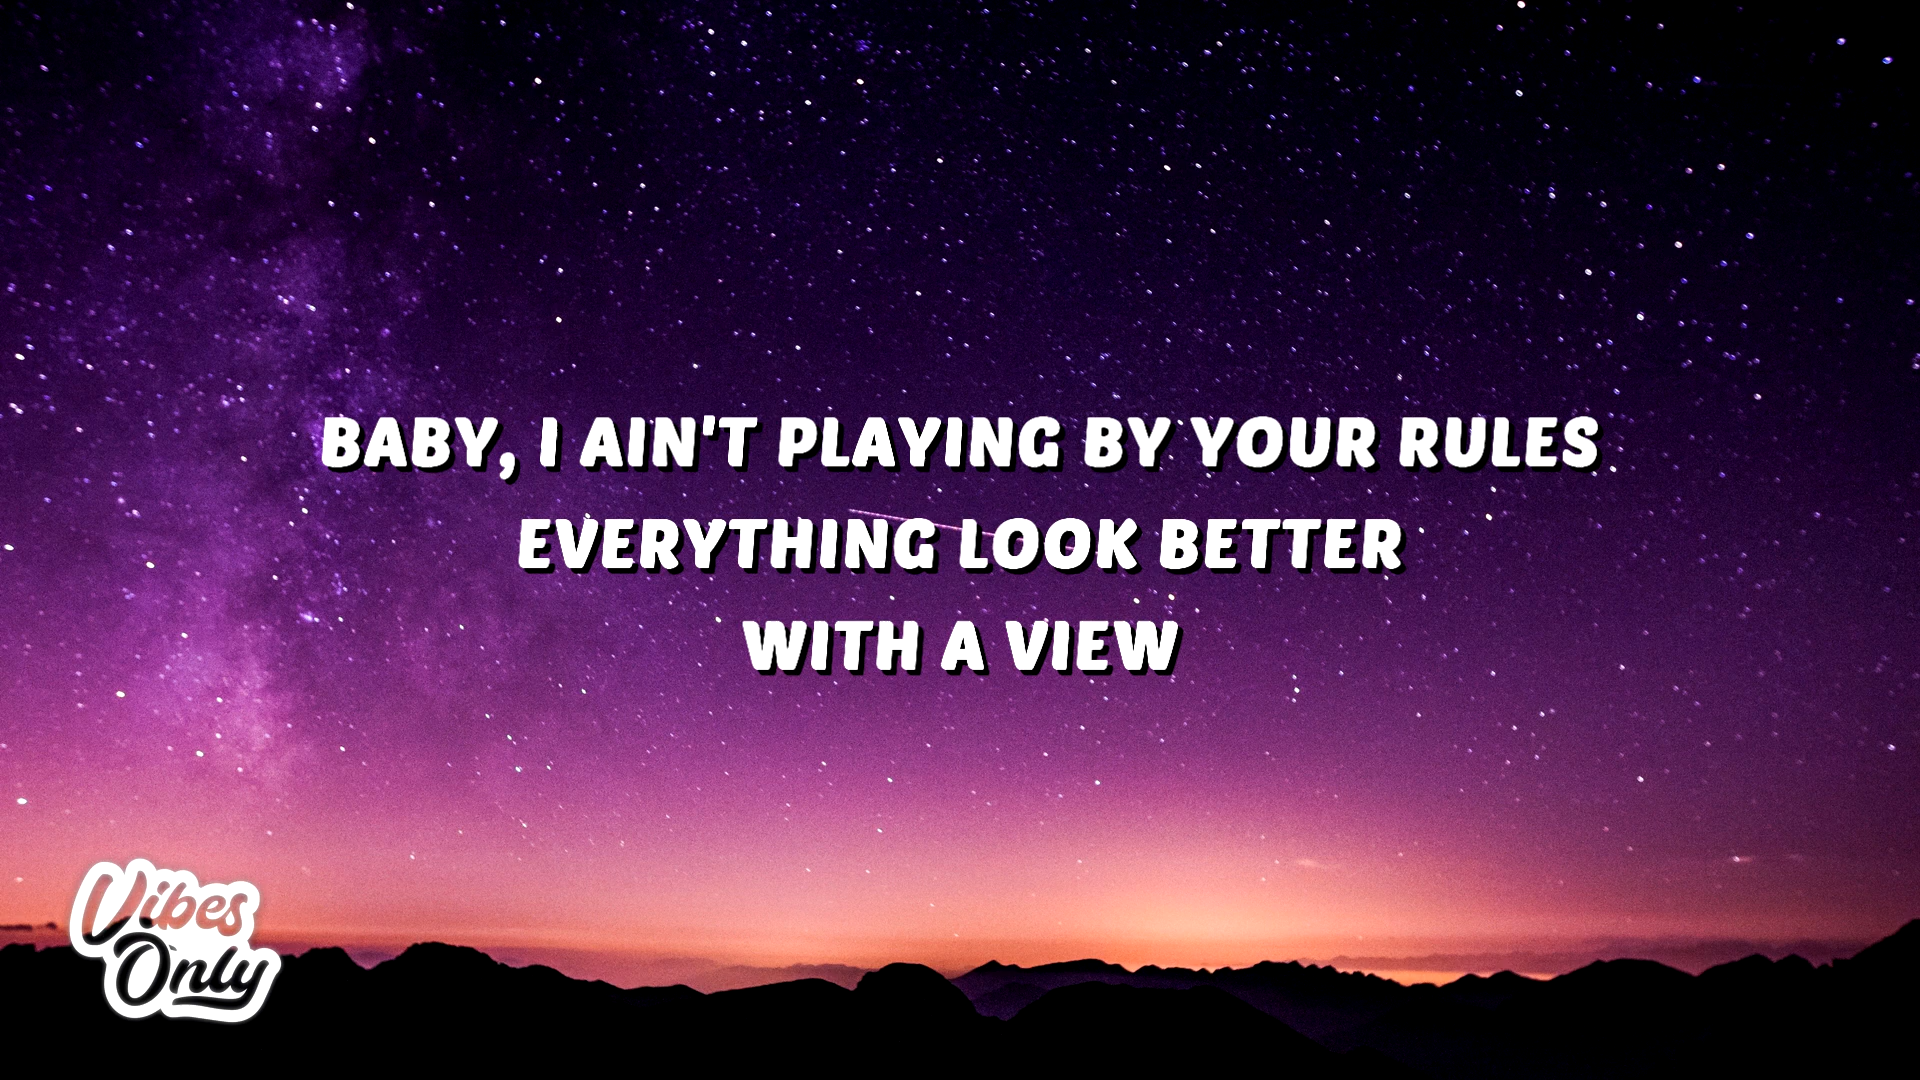 BABY, I AIN'T PLAYING BY YOUR RULES
EVERYTHING LOOK BETTER
WITH A VIEW
Vibes
Only